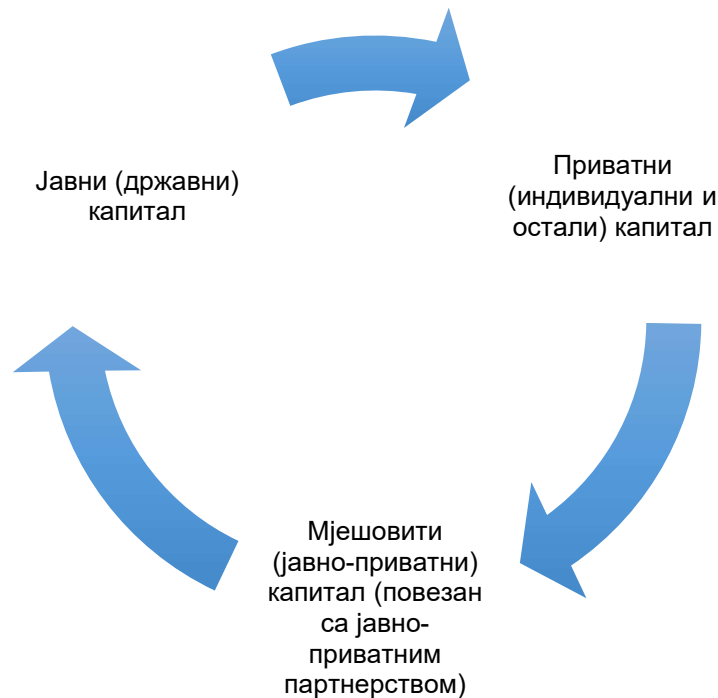 Јавни (државни)
капитал
Приватни
(индивидуални и
остали) капитал
Мјешовити
(јавно-приватни)
капитал (повезан
са јавно-
приватним
партнерством)